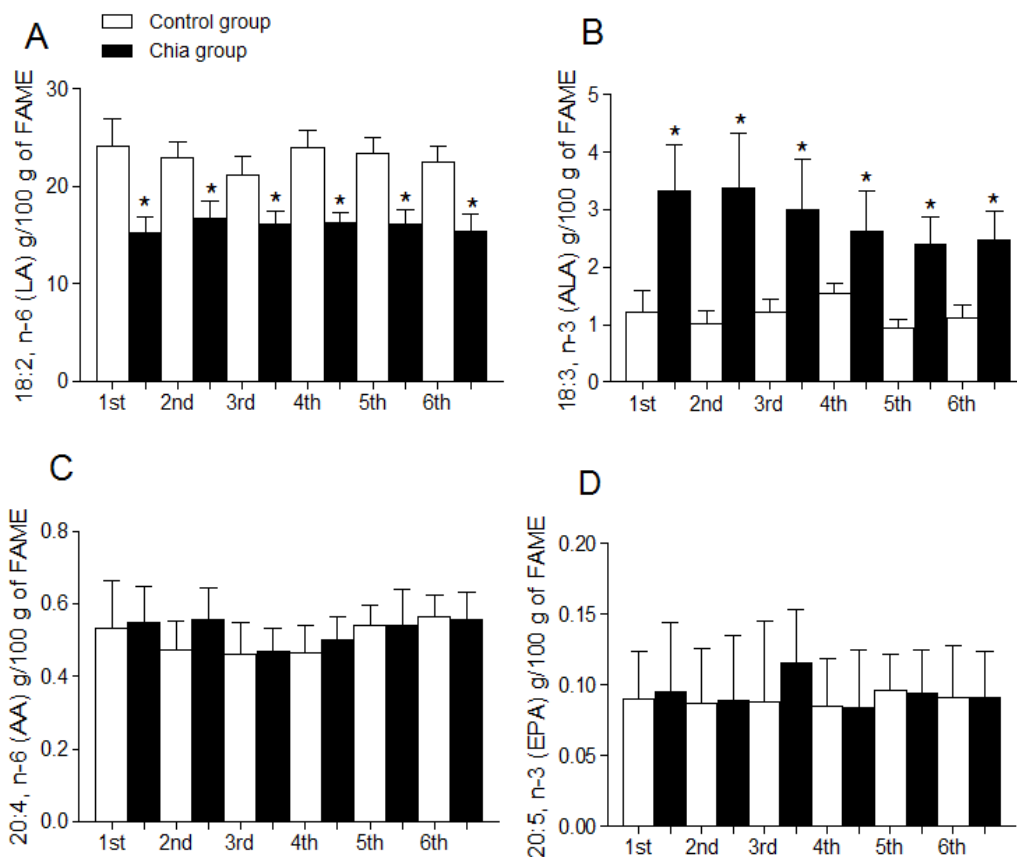 A
Control group
Chia group
18:2, n-6 (LA) g/100 g of FAME
30
20
10
0
* * * * * *
1st 2nd 3rd 4th 5th 6th
B
18:3, n-3 (ALA) g/100 g of FAME
5
4
3
2
1
0
* * * * * *
1st 2nd 3rd 4th 5th 6th
C
20:4, n-6 (AA) g/100 g of FAME
0.8
0.6
0.4
0.2
0.0
1st 2nd 3rd 4th 5th 6th
D
20:5, n-3 (EPA) g/100 g of FAME
0.20
0.15
0.10
0.05
0.00
1st 2nd 3rd 4th 5th 6th